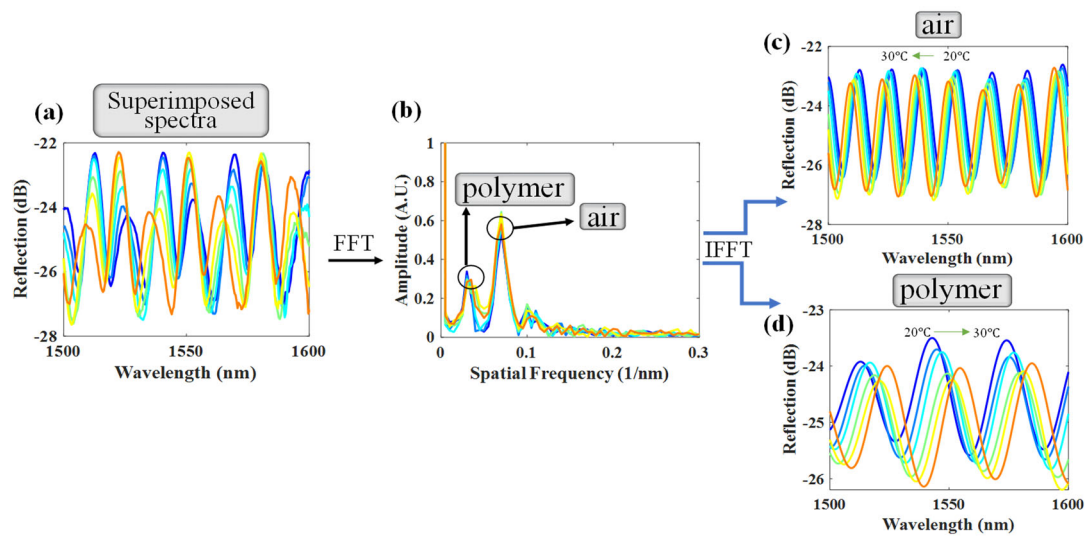 (a)
Superimposed
spectra
-22
-24
-26
-28
1500
1550
1600
Reflection (dB)
Wavelength (nm)
FFT
(b)
1
0.8
0.6
0.4
0.2
0
0
0.1
0.2
0.3
Amplitude (A.U.)
Spatial Frequency (1/nm)
polymer
air
IFFT
(c)
air
-22
-24
-26
-28
1500
1550
1600
30°C
20°C
Reflection (dB)
Wavelength (nm)
(d)
polymer
-23
-24
-25
-26
1500
1550
1600
20°C
30°C
Reflection (dB)
Wavelength (nm)